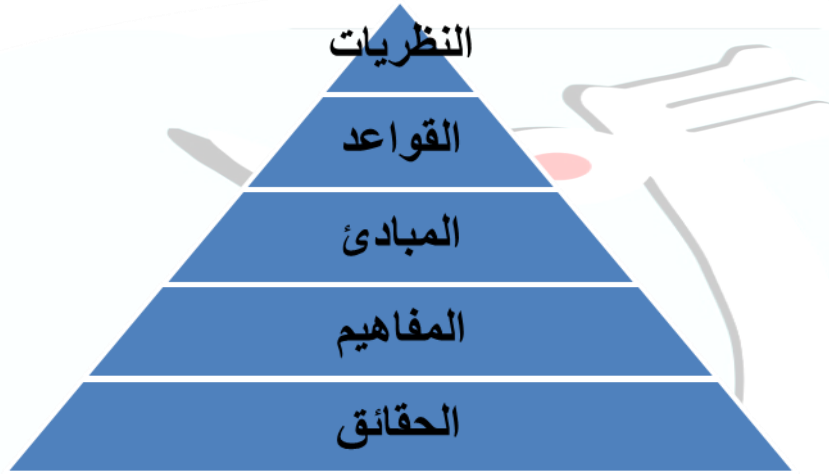 النظريات
القواعد
المبادئ
المفاهيم
الحقائق